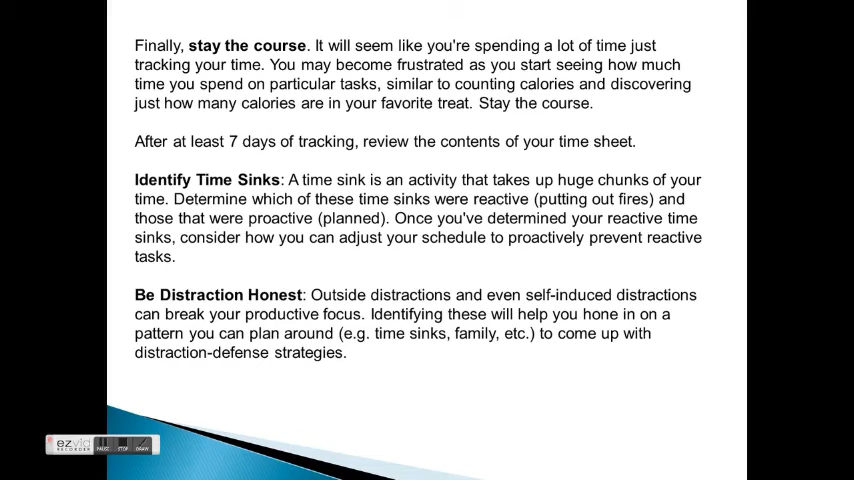 Finally, stay the course. It will seem like you're spending a lot of time just
tracking your time. You may become frustrated as you start seeing how much
time you spend on particular tasks, similar to counting calories and discovering
just how many calories are in your favorite treat. Stay the course.
After at least 7 days of tracking, review the contents of your time sheet.
Identify Time Sinks: A time sink is an activity that takes up huge chunks of your
time. Determine which of these time sinks were reactive (putting out fires) and
those that were proactive (planned). Once you've determined your reactive time
sinks, consider how you can adjust your schedule to proactively prevent reactive
tasks.
Be Distraction Honest: Outside distractions and even self-induced distractions
can break your productive focus. Identifying these will help you hone in on a
pattern you can plan around (e.g. time sinks, family, etc.) to come up with
distraction-defense strategies.
ezvid
RECORDER
PAUSE STOP DRAW